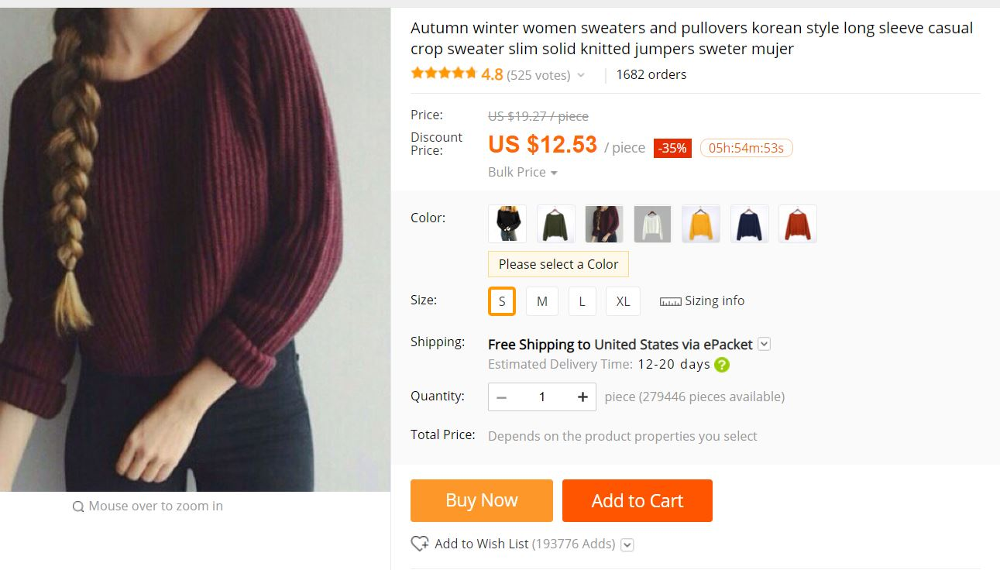 Autumn winter women sweaters and pullovers korean style long sleeve casual
crop sweater slim solid knitted jumpers sweter mujer
4.8 (525 votes)
1682 orders
Price:
US $19.27 / piece
Discount
Price:
US $12.53 / piece
-35%
05h:54m:53s
Bulk Price
Color:
Please select a Color
Size:
S
M
L
XL
Sizing info
Shipping:
Free Shipping to United States via ePacket
Estimated Delivery Time: 12-20 days ?
Quantity:
1
piece (279446 pieces available)
Total Price:
Depends on the product properties you select
Mouse over to zoom in
Buy Now
Add to Cart
Add to Wish List (193776 Adds)